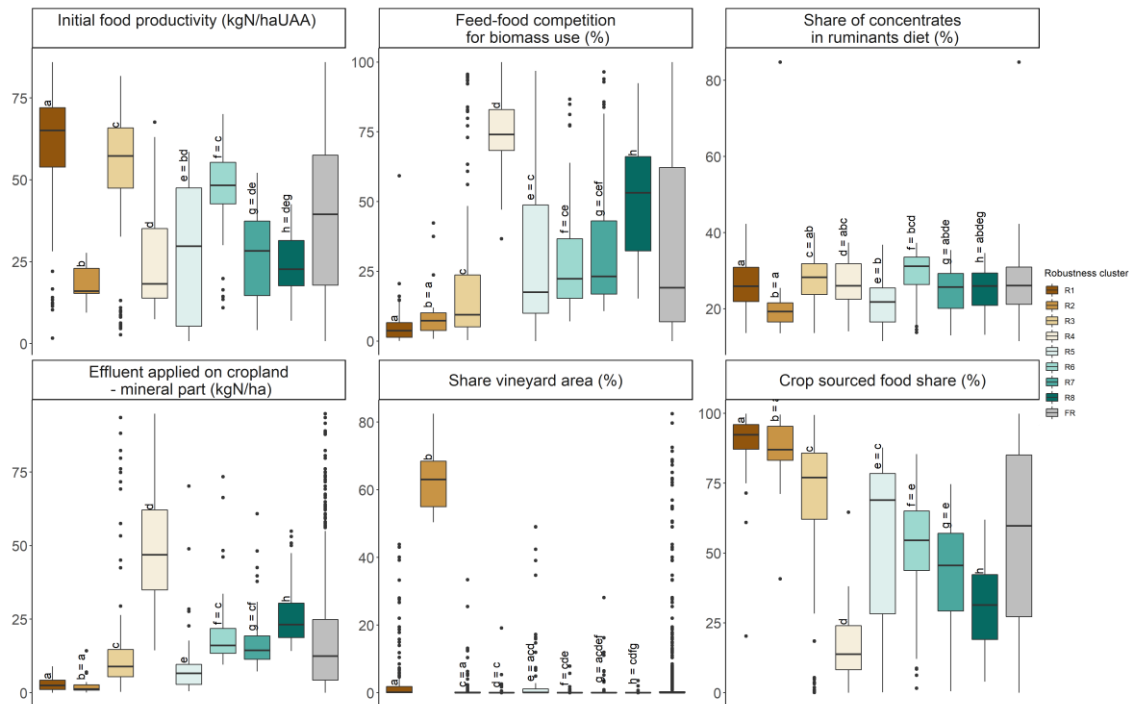 Initial food productivity (kgN/haUAA)
75
50
25
0
a
b
c
d
e = bd
f = c
g = de
h = deg
Feed-food competition
for biomass use (%)
100
75
50
25
0
a
b = a
c
d
e = c
f = ce
g = cef
h
Share of concentrates
in ruminants diet (%)
80
60
40
20
a
b = a
c = ab
d = abc
e = b
f = bcd
g = abde
h = abdeg
Robustness cluster
R1
R2
R3
R4
R5
R6
R7
R8
FR
Effluent applied on cropland
- mineral part (kgN/ha)
75
50
25
0
a
b = a
c
d
e
f = c
g = cf
h
Share vineyard area (%)
80
60
40
20
0
a
b
c = a
d = c
e = acd
f = cde
g = acdef
h = cdfg
Crop sourced food share (%)
100
75
50
25
0
a
b = a
c
d
e = c
f = e
g = e
h